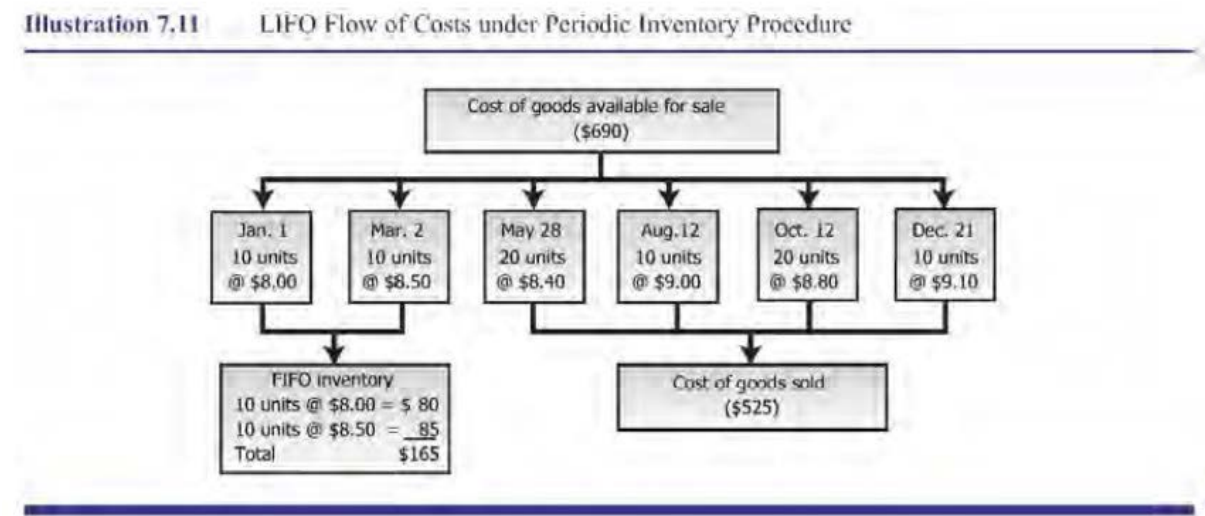 Illustration 7.11 LIFO Flow of Costs under Periodic Inventory Procedure
Cost of goods available for sale
($690)
Jan. 1
10 units
@ $8.00
Mar. 2
10 units
@ $8.50
May 28
20 units
@ $8.40
Aug.12
10 units
@ $9.00
Oct. 12
20 units
@ $8.80
Dec. 21
10 units
@ $9.10
FIFO inventory
10 units @ $8.00 = $ 80
10 units @ $8.50 = 85
Total $165
Cost of goods sold
($525)